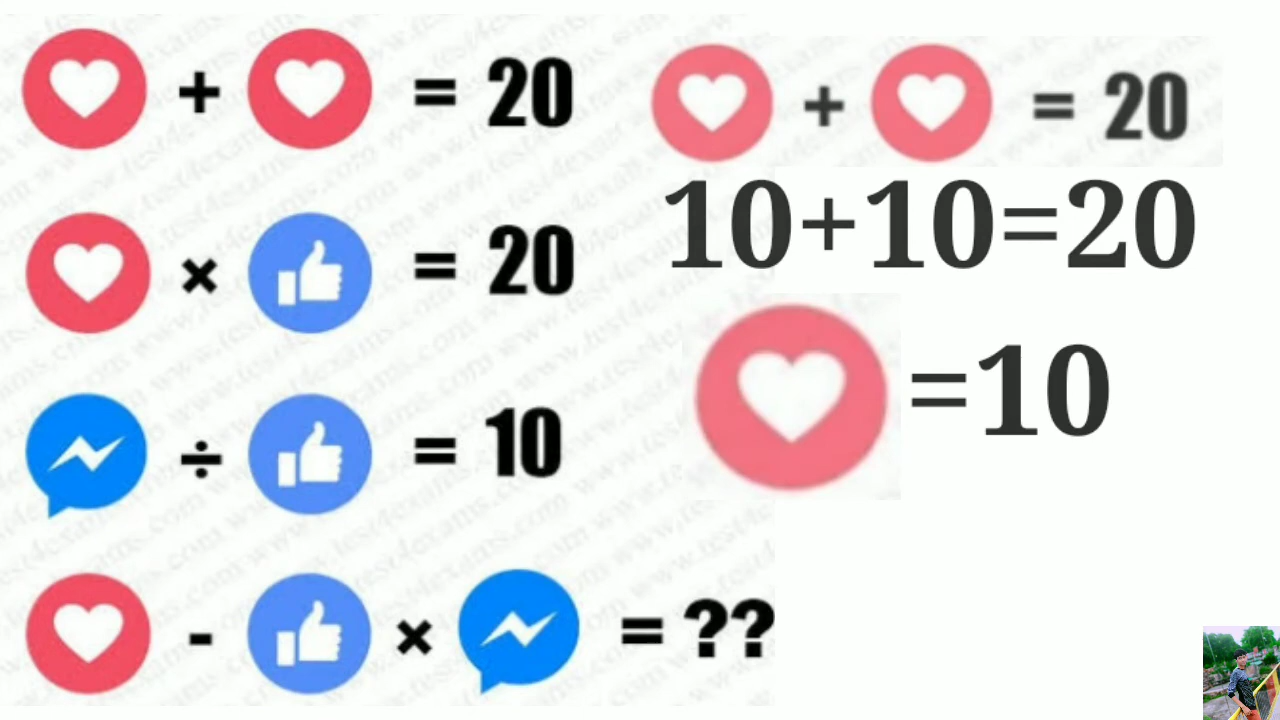 + = 20
× = 20
÷ = 10
- × = ??
+ = 20
10+10=20
=10